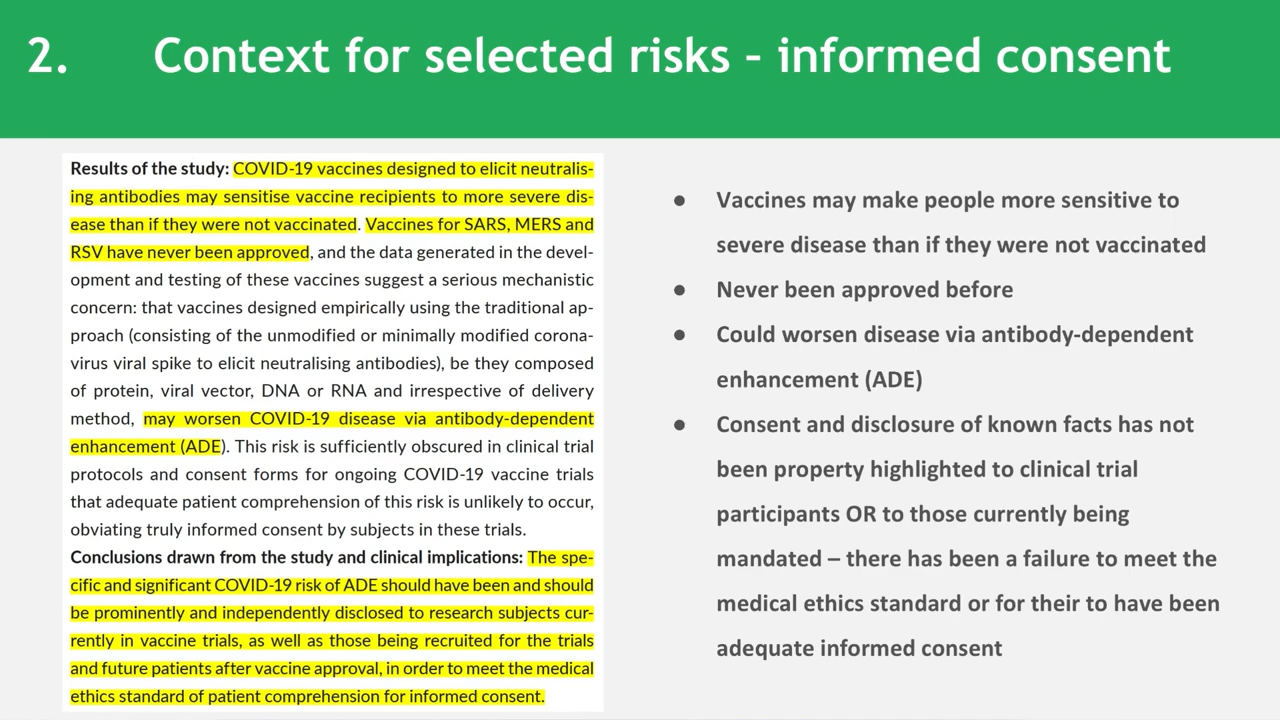 2. Context for selected risks – informed consent
Results of the study: COVID-19 vaccines designed to elicit neutralis-
ing antibodies may sensitise vaccine recipients to more severe dis-
ease than if they were not vaccinated. Vaccines for SARS, MERS and
RSV have never been approved, and the data generated in the devel-
opment and testing of these vaccines suggest a serious mechanistic
concern: that vaccines designed empirically using the traditional ap-
proach (consisting of the unmodified or minimally modified corona-
virus viral spike to elicit neutralising antibodies), be they composed
of protein, viral vector, DNA or RNA and irrespective of delivery
method, may worsen COVID-19 disease via antibody-dependent
enhancement (ADE). This risk is sufficiently obscured in clinical trial
protocols and consent forms for ongoing COVID-19 vaccine trials
that adequate patient comprehension of this risk is unlikely to occur,
obviating truly informed consent by subjects in these trials.
Conclusions drawn from the study and clinical implications: The spe-
cific and significant COVID-19 risk of ADE should have been and should
be prominently and independently disclosed to research subjects cur-
rently in vaccine trials, as well as those being recruited for the trials
and future patients after vaccine approval, in order to meet the medical
ethics standard of patient comprehension for informed consent.
● Vaccines may make people more sensitive to
severe disease than if they were not vaccinated
● Never been approved before
● Could worsen disease via antibody-dependent
enhancement (ADE)
● Consent and disclosure of known facts has not
been property highlighted to clinical trial
participants OR to those currently being
mandated – there has been a failure to meet the
medical ethics standard or for their to have been
adequate informed consent